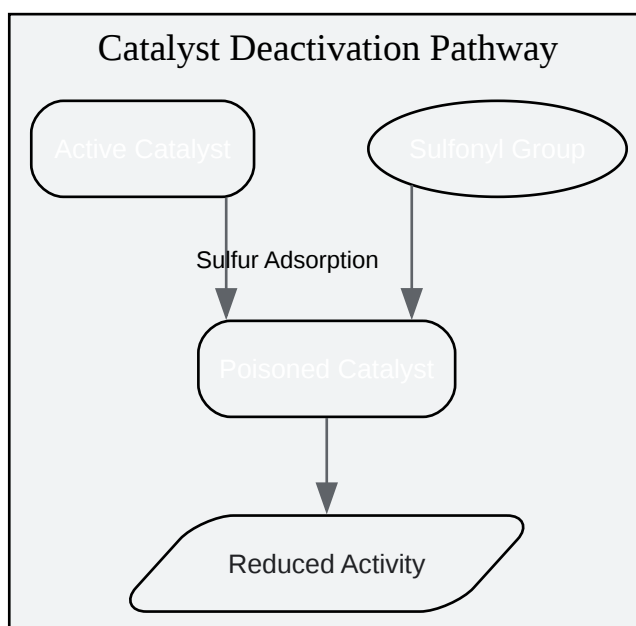 Catalyst Deactivation Pathway
Active Catalyst
Sulfonyl Group
Sulfur Adsorption
Poisoned Catalyst
Reduced Activity